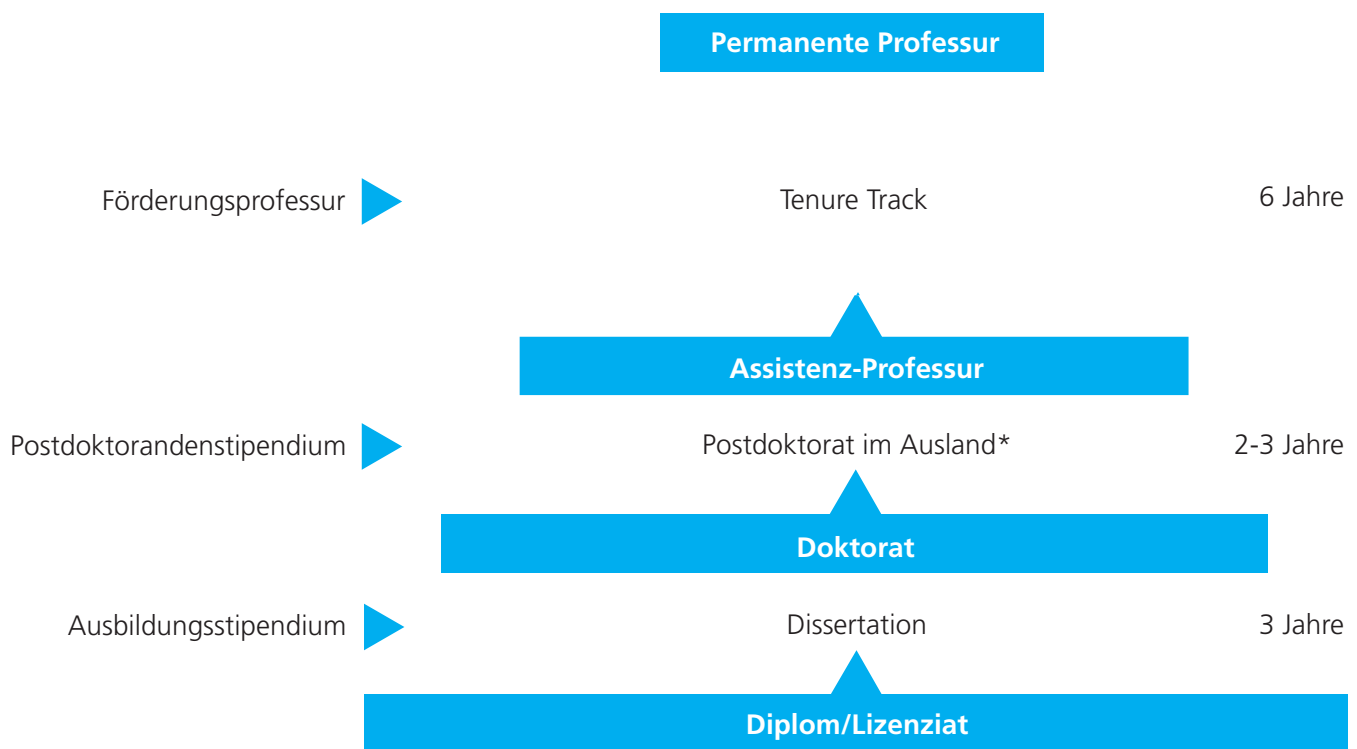 Permanente Professur
Förderungsprofessur Tenure Track 6 Jahre
Assistenz-Professur
Postdoktorandenstipendium Postdoktorat im Ausland* 2-3 Jahre
Doktorat
Ausbildungsstipendium Dissertation 3 Jahre
Diplom/Lizenziat